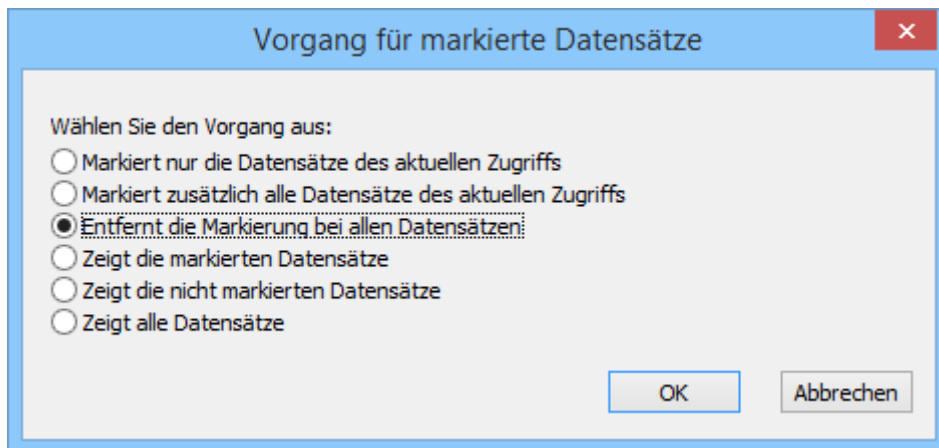 Vorgang für markierte Datensätze
Wählen Sie den Vorgang aus:
Markiert nur die Datensätze des aktuellen Zugriffs
Markiert zusätzlich alle Datensätze des aktuellen Zugriffs
Entfernt die Markierung bei allen Datensätzen
Zeigt die markierten Datensätze
Zeigt die nicht markierten Datensätze
Zeigt alle Datensätze
OK Abbrechen